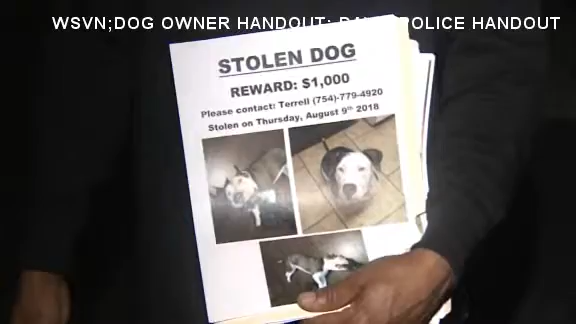 WSVN;DOG OWNER HANDOUT; POLICE HANDOUT
STOLEN DOG
REWARD: $1,000
Please contact: Terrell (754)-779-4920
Stolen on Thursday, August 9th 2018